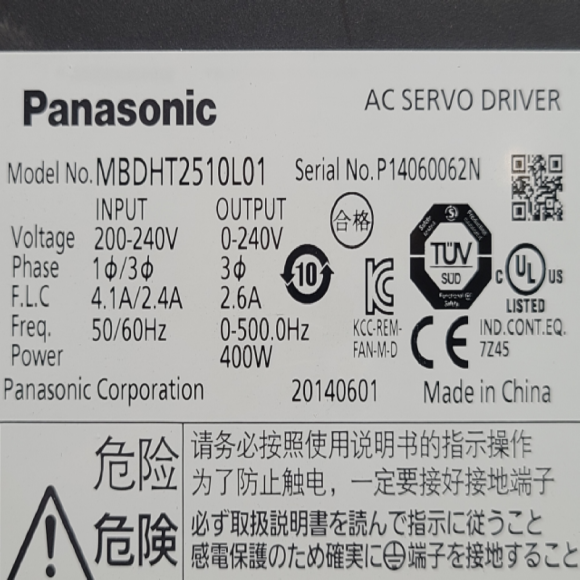 Panasonic AC SERVO DRIVER
Model No. MBDHT2510L01 Serial No.P14060062N
INPUT OUTPUT
Voltage 200-240V 0-240V
Phase 1ф/3ф 3ф
F.L.C 4.1A/2.4A 2.6A
Freq. 50/60Hz 0-500.0Hz
Power 400W
合格
10
KCC-REM-
FAN-M-D
TÜV
SÜD
Functional
Safety
CE
C UL US
LISTED
IND.CONT.EQ.
7Z45
Panasonic Corporation 20140601 Made in China
危险
请务必按照使用说明书的指示操作
为了防止触电，一定要接好接地端子
危険
必ず取扱説明書を読んで指示に従うこと
感電保護のため確実に⏚端子を接地すること